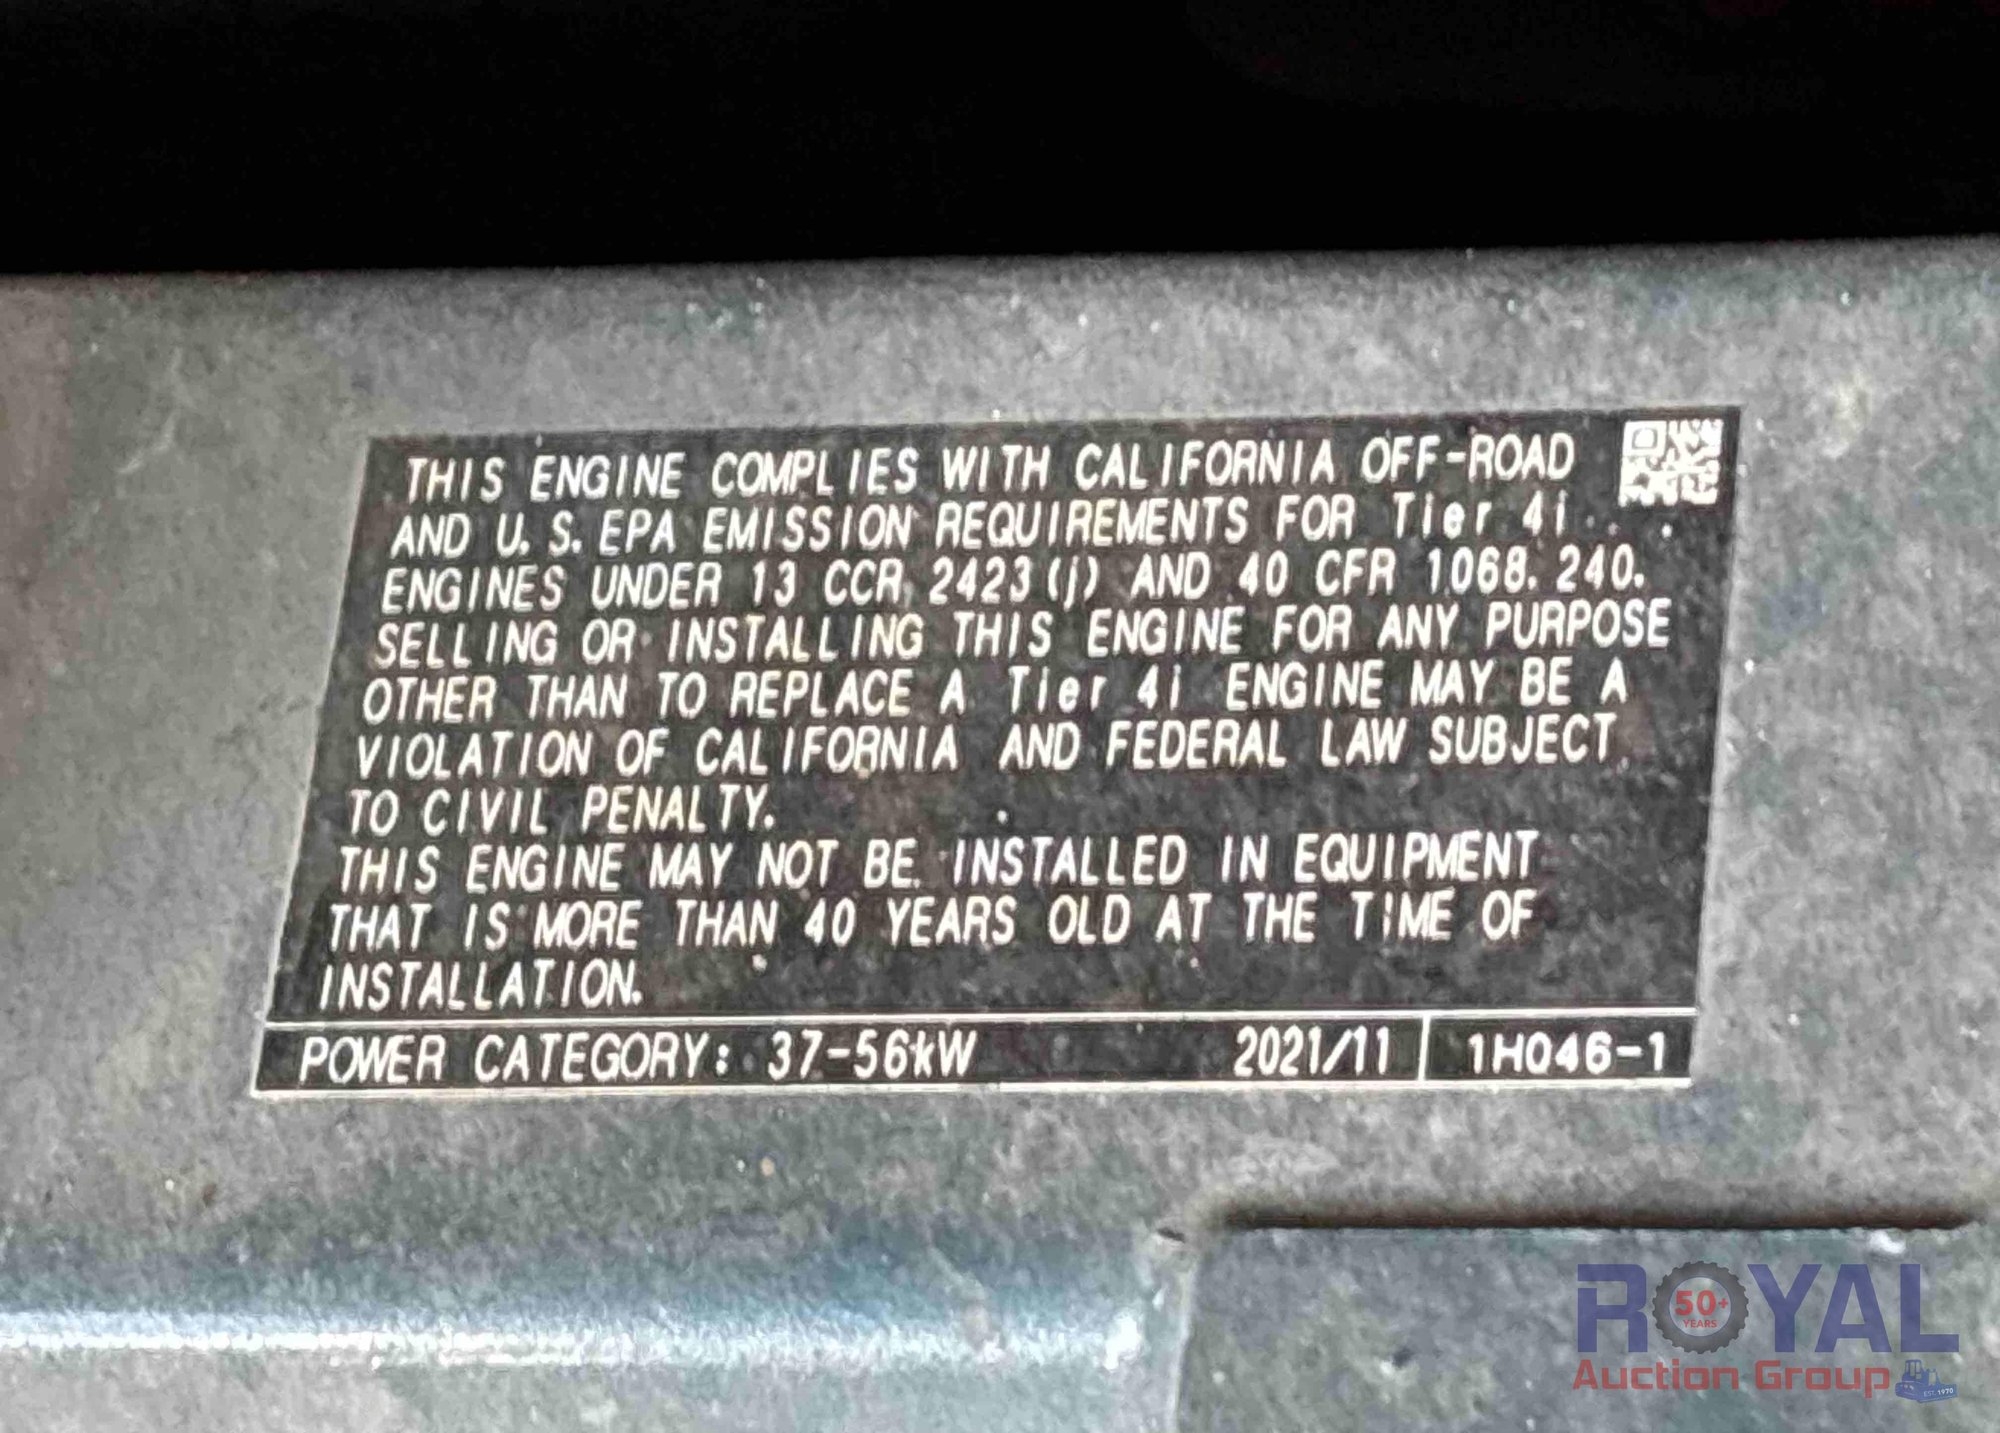 THIS ENGINE COMPLIES WITH CALIFORNIA OFF-ROAD
AND U.S. EPA EMISSION REQUIREMENTS FOR Tier 4i
ENGINES UNDER 13 CCR 2423(j) AND 40 CFR 1068.240.
SELLING OR INSTALLING THIS ENGINE FOR ANY PURPOSE
OTHER THAN TO REPLACE A Tier 4i ENGINE MAY BE A
VIOLATION OF CALIFORNIA AND FEDERAL LAW SUBJECT
TO CIVIL PENALTY.
THIS ENGINE MAY NOT BE INSTALLED IN EQUIPMENT
THAT IS MORE THAN 40 YEARS OLD AT THE TIME OF
INSTALLATION.
POWER CATEGORY: 37-56kW 2021/11 1H046-1
ROYAL
50+
YEARS
Auction Group
EST. 1970